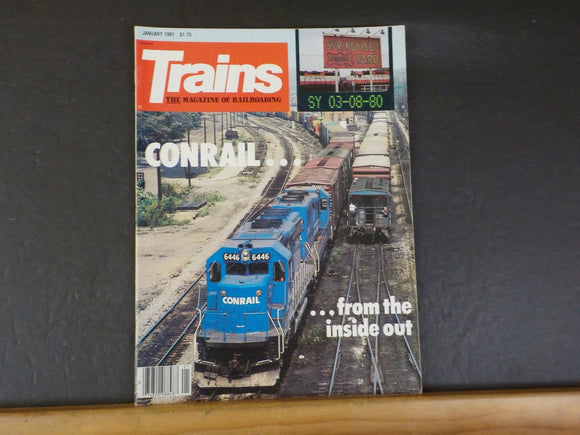 JANUARY 1981 $1.75
Trains
THE MAGAZINE OF RAILROADING
SPRINGFIELD
YARD
SY 03-08-80
CONRAIL...
6446 6446
CONRAIL
...from the
inside out